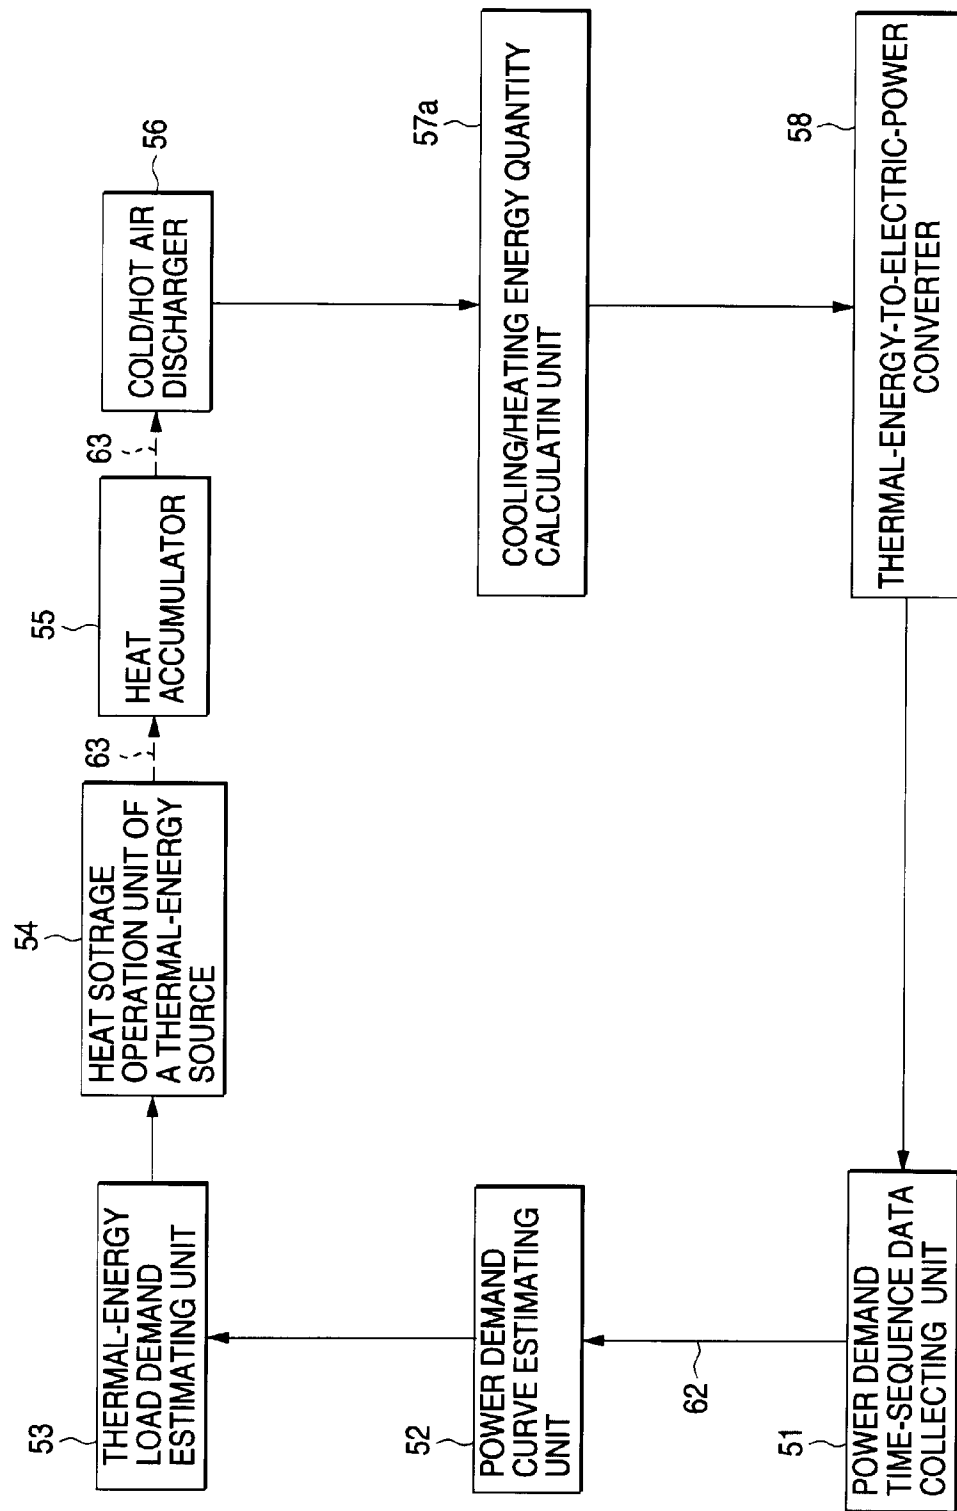 53
THERMAL-ENERGY
LOAD DEMAND
ESTIMATING UNIT
54
HEAT SOTRAGE
OPERATION UNIT OF
A THERMAL-ENERGY
SOURCE
63
55
HEAT
ACCUMULATOR
63
56
COLD/HOT AIR
DISCHARGER
52
POWER DEMAND
CURVE ESTIMATING
UNIT
57a
COOLING/HEATING ENERGY QUANTITY
CALCULATIN UNIT
62
51
POWER DEMAND
TIME-SEQUENCE DATA
COLLECTING UNIT
58
THERMAL-ENERGY-TO-ELECTRIC-POWER
CONVERTER